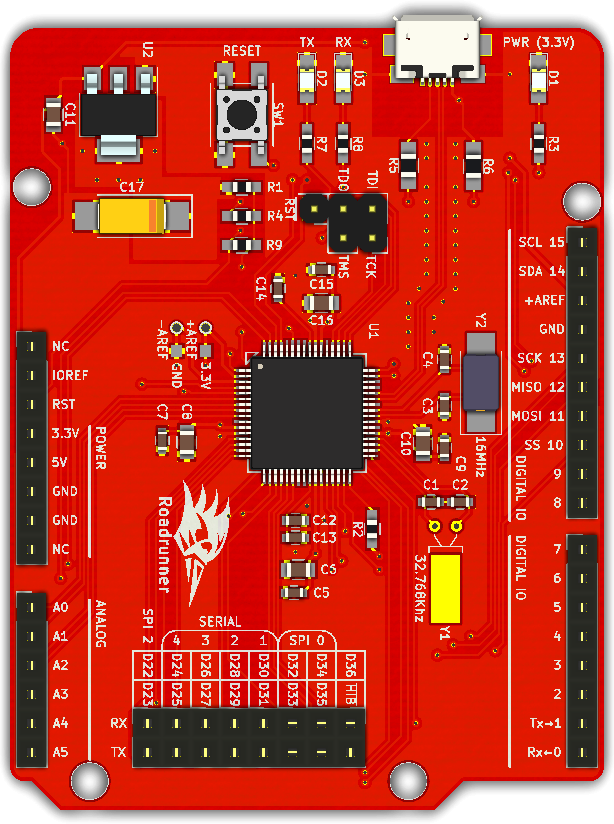 U2
RESET
TX
RX
PWR (3.3V)
C11
D2
D3
D1
SW1
R7
R8
R5
R6
R3
C17
R1
R4
R9
TDO
TDI
RST
TMS
TCK
C14
C15
C16
U1
-AREF
+AREF
GND
3.3V
Y2
16MHz
C4
C3
C10
C9
C7
C8
C1
C2
SCL 15
SDA 14
+AREF
GND
SCK 13
MISO 12
MOSI 11
SS 10
9
8
DIGITAL IO
NC
IOREF
RST
3.3V
5V
GND
GND
NC
POWER
Roadrunner
C12
C13
C6
C5
R2
32.768Khz
Y1
DIGITAL IO
7
6
5
4
3
2
Tx→1
Rx←0
A0
A1
A2
A3
A4
A5
ANALOG
SPI 2
SERIAL
4 3 2 1
SPI 0
D22 D24 D26 D28 D30 D32 D34 D36
D23 D25 D27 D29 D31 D33 D35 HIB
RX
TX